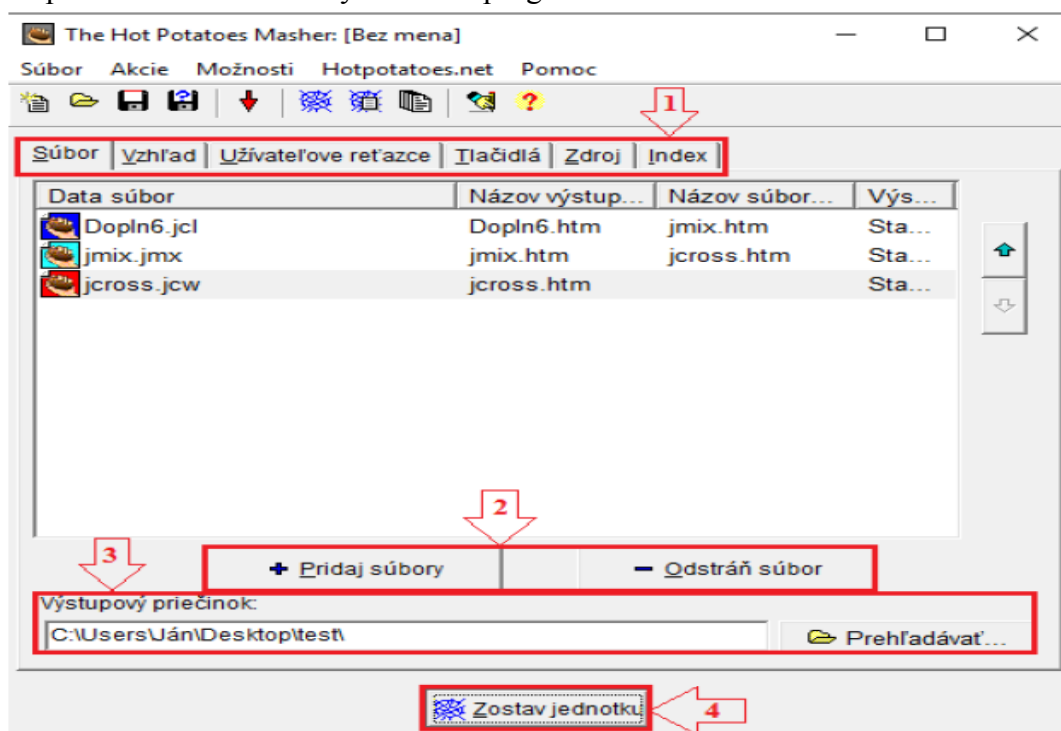 The Hot Potatoes Masher: [Bez mena]
Súbor Akcie Možnosti Hotpotatoes.net Pomoc
1
Súbor Vzhľad Užívateľove reťazce Tlačidlá Zdroj Index
Data súbor Názov výstup... Názov súbor... Výs...
Dopln6.jcl Dopln6.htm jmix.htm Sta...
jmix.jmx jmix.htm jcross.htm Sta...
jcross.jcw jcross.htm Sta...
2
3
Pridaj súbory Odstráň súbor
Výstupový priečinok:
C:\Users\Ján\Desktop\test\ Prehľadávať...
Zostav jednotku 4